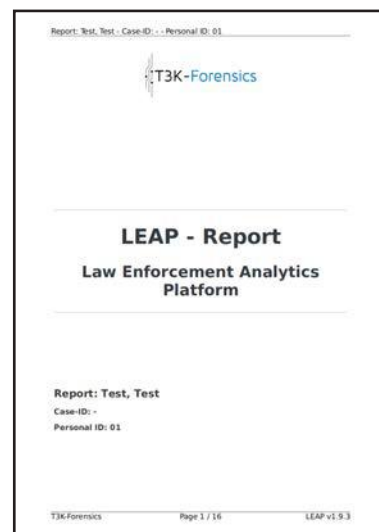 Report: Test, Test - Case-ID: - - Personal ID: 01
T3K-Forensics
LEAP - Report
Law Enforcement Analytics
Platform
Report: Test, Test
Case-ID: -
Personal ID: 01
T3K-Forensics Page 1 / 16 LEAP v1.9.3